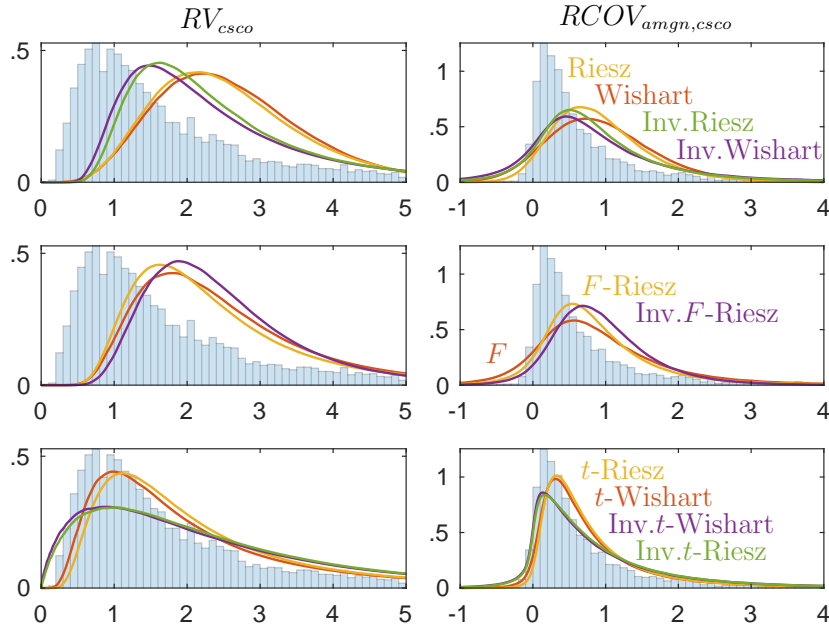 RV_csco
RCOV_amgn,csco
.5
0
0 1 2 3 4 5
1
.5
0
-1 0 1 2 3 4
Riesz
Wishart
Inv.Riesz
Inv.Wishart
.5
0
0 1 2 3 4 5
1
.5
0
-1 0 1 2 3 4
F-Riesz
Inv.F-Riesz
F
.5
0
0 1 2 3 4 5
1
.5
0
-1 0 1 2 3 4
t-Riesz
t-Wishart
Inv.t-Wishart
Inv.t-Riesz